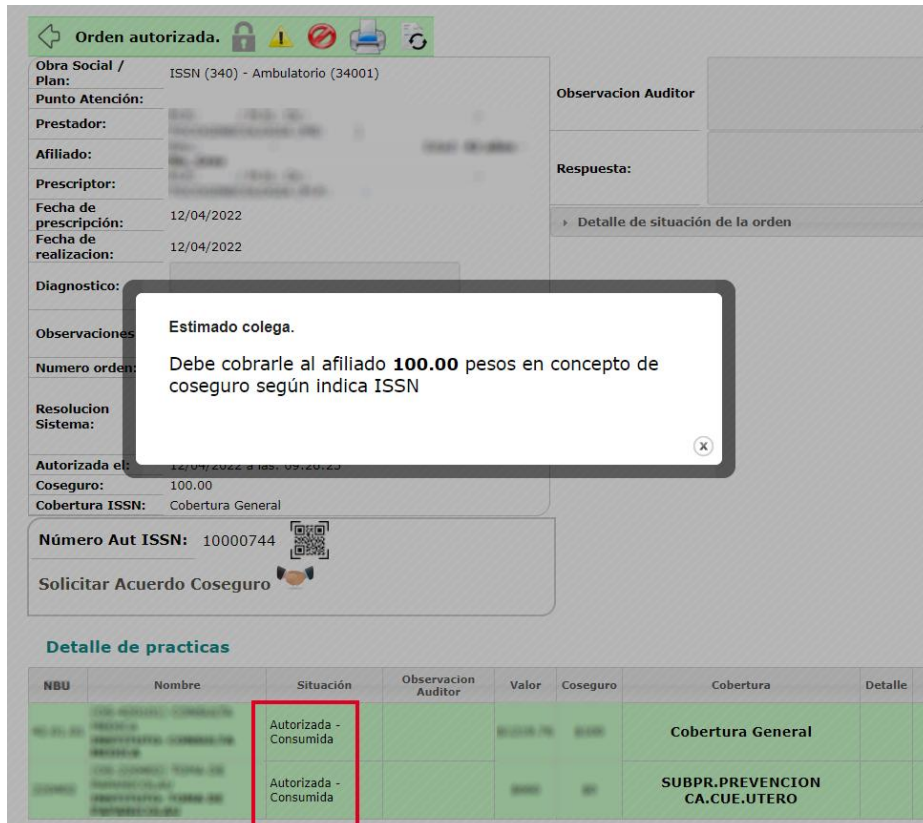 Orden autorizada.
Obra Social /
Plan:
ISSN (340) - Ambulatorio (34001)
Punto Atención:
Prestador:
Afiliado:
Prescriptor:
Fecha de
prescripción:
12/04/2022
Fecha de
realizacion:
12/04/2022
Diagnostico:
Observaciones
Numero orden:
Resolucion
Sistema:
Autorizada el:
12/04/2022 a las:
Coseguro:
100.00
Cobertura ISSN:
Cobertura General
Observacion Auditor
Respuesta:
Detalle de situación de la orden
Estimado colega.
Debe cobrarle al afiliado 100.00 pesos en concepto de
coseguro según indica ISSN
x
Número Aut ISSN: 10000744
Solicitar Acuerdo Coseguro
Detalle de practicas
NBU Nombre Situación Observacion Auditor Valor Coseguro Cobertura Detalle
Autorizada -
Consumida
Cobertura General
Autorizada -
Consumida
SUBPR.PREVENCION
CA.CUE.UTERO